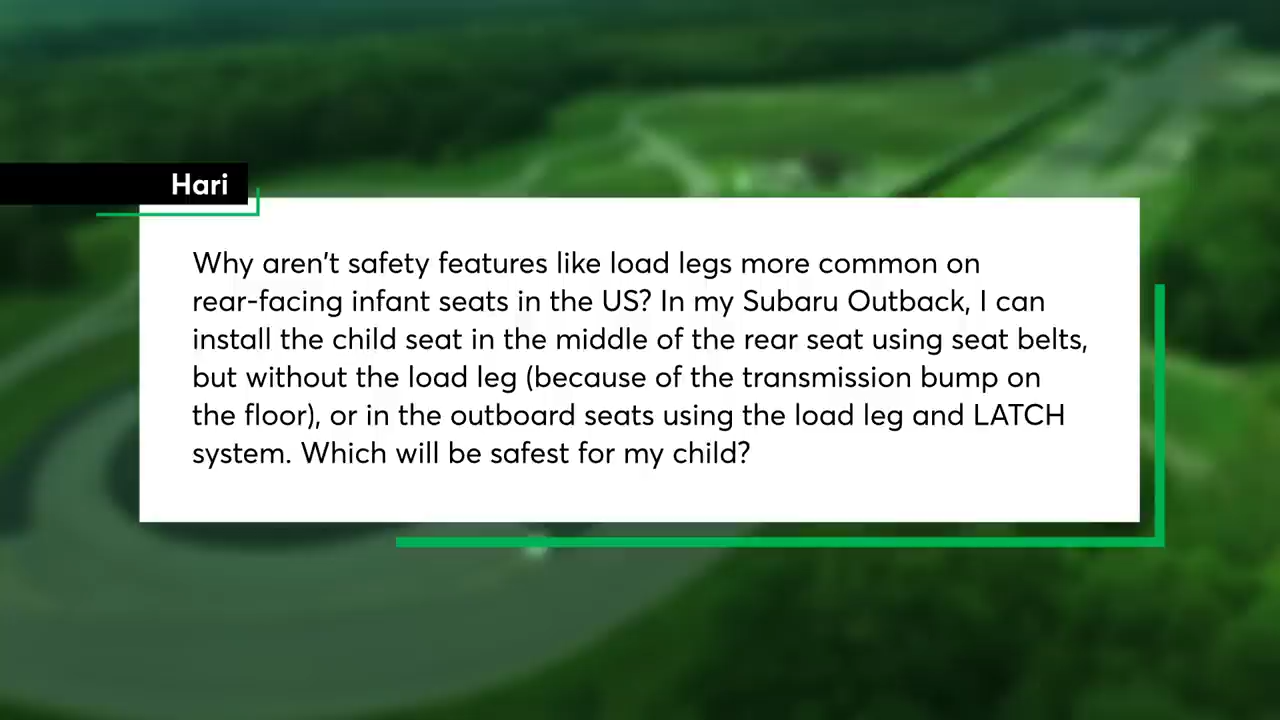 Hari
Why aren't safety features like load legs more common on
rear-facing infant seats in the US? In my Subaru Outback, I can
install the child seat in the middle of the rear seat using seat belts,
but without the load leg (because of the transmission bump on
the floor), or in the outboard seats using the load leg and LATCH
system. Which will be safest for my child?